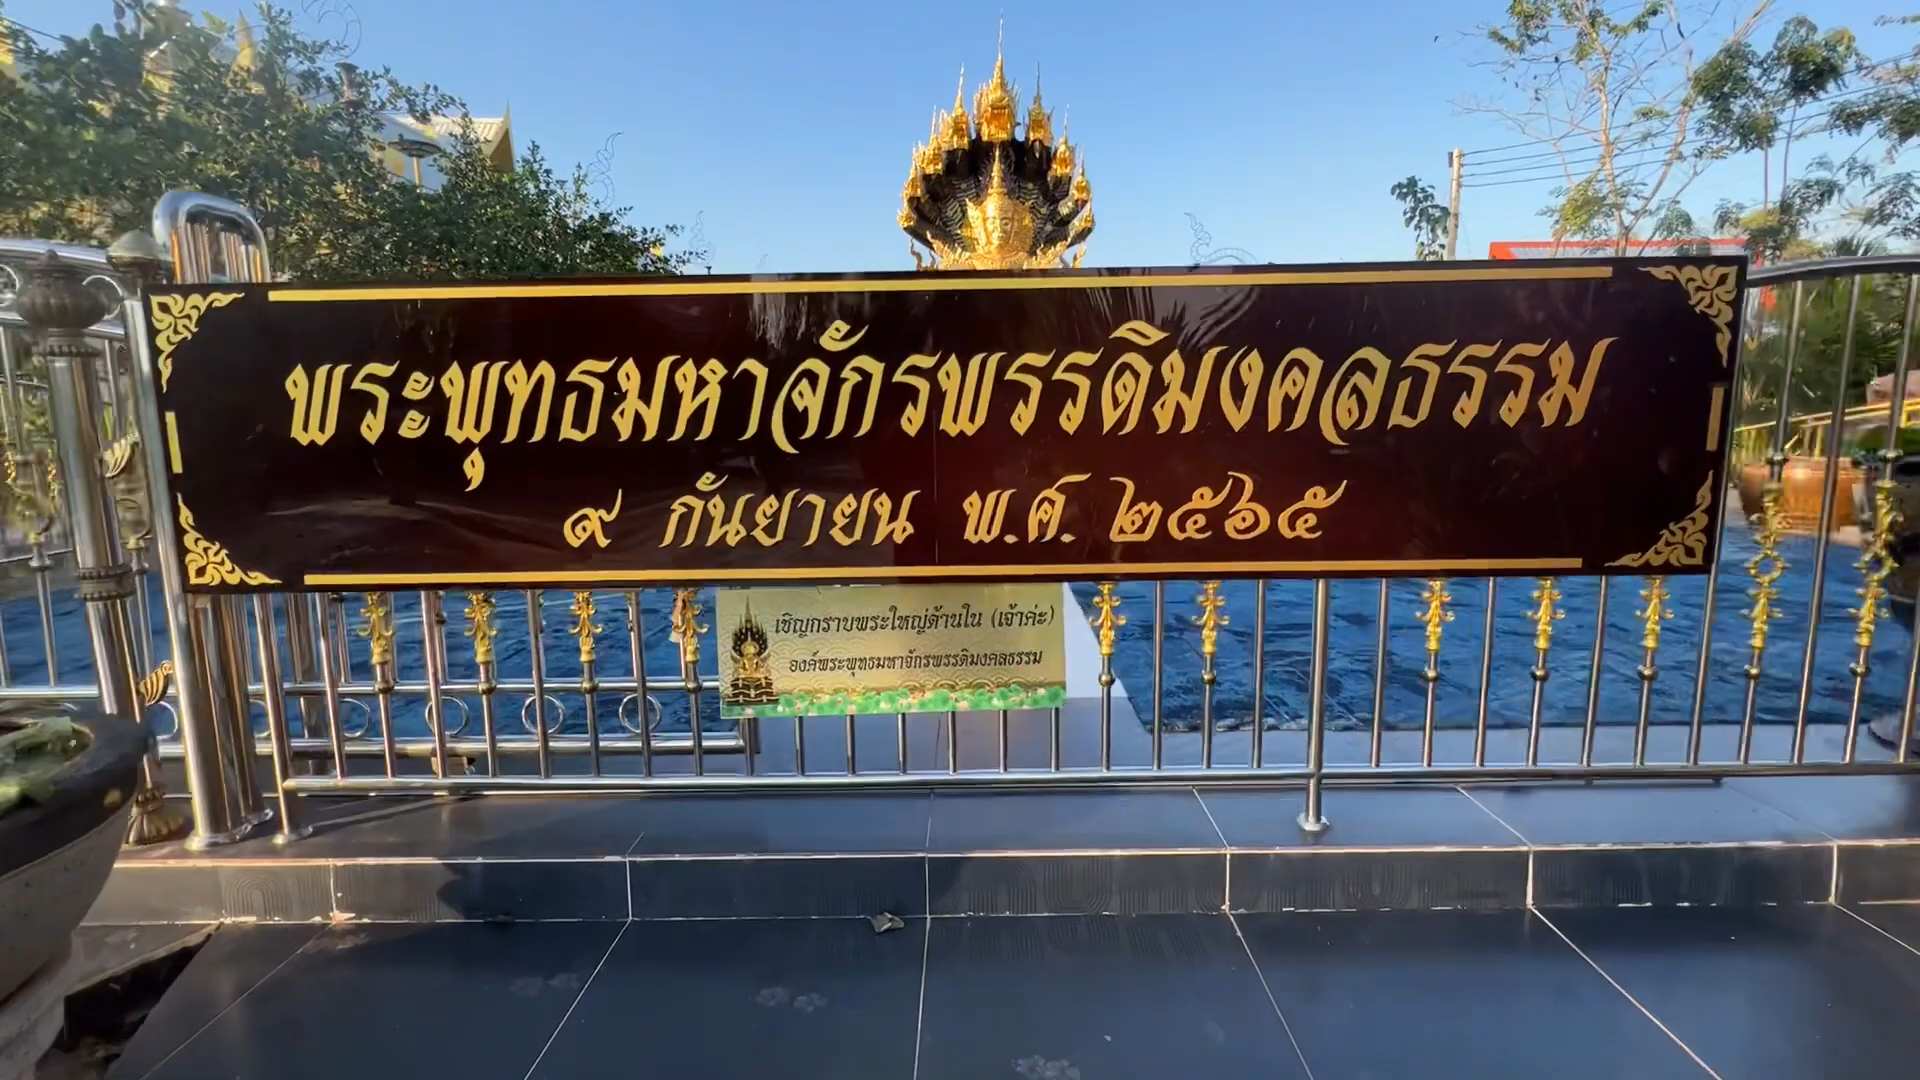 พระพุทธมหาจักรพรรดิมงคลธรรม
๙ กันยายน พ.ศ. ๒๕๖๕
เชิญกราบพระใหญ่ด้านใน (เจ้าค่ะ)
องค์พระพุทธมหาจักรพรรดิมงคลธรรม